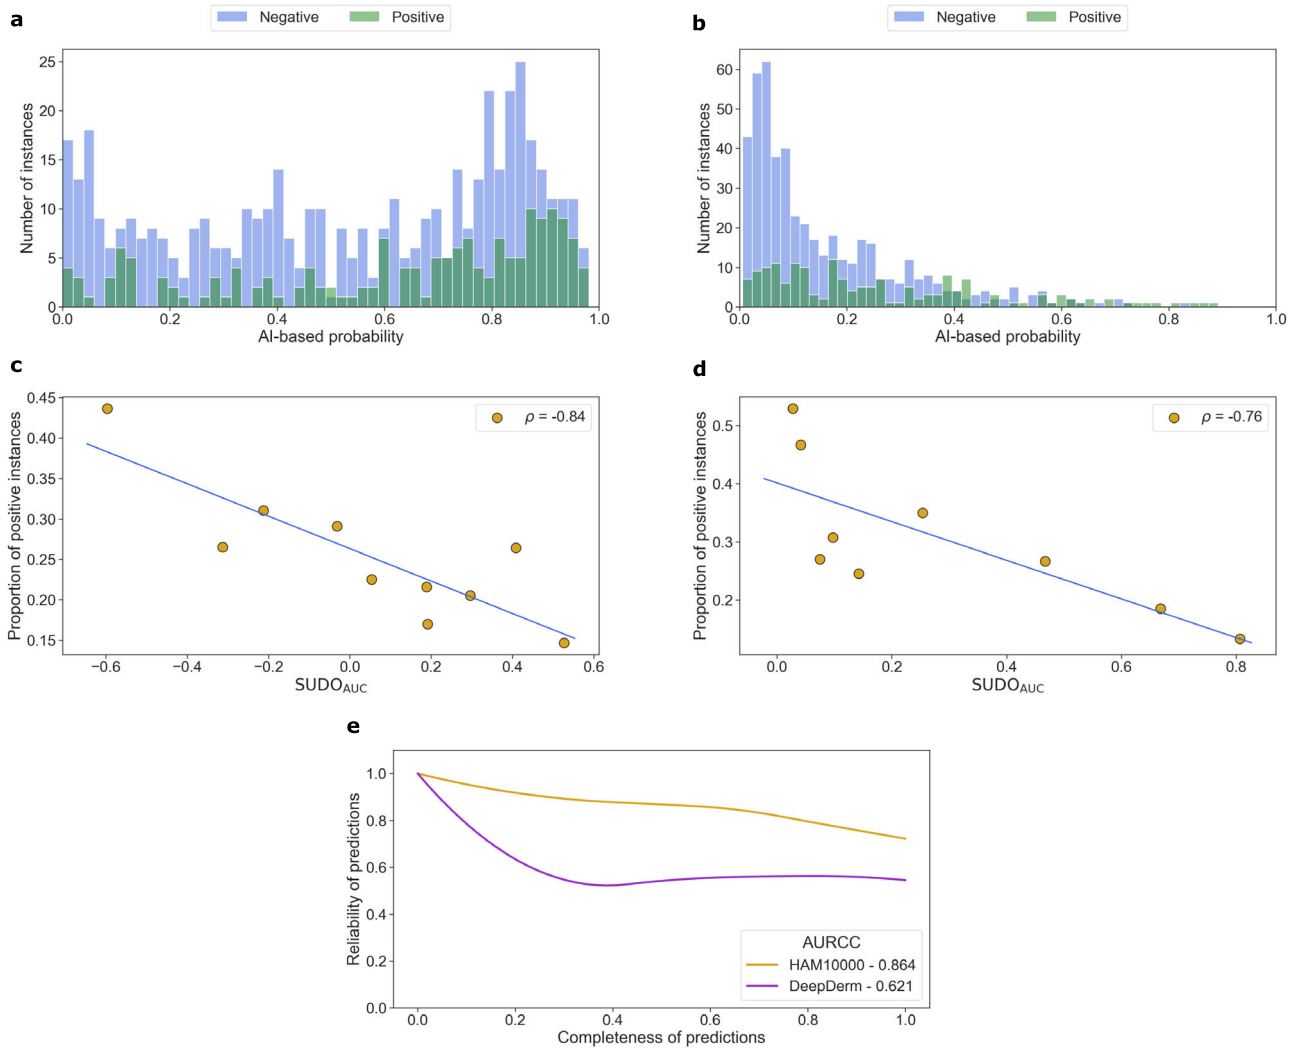 a
Negative
Positive
25
20
15
10
5
0
Number of instances
0.0
0.2
0.4
0.6
0.8
1.0
AI-based probability
b
Negative
Positive
60
50
40
30
20
10
0
Number of instances
0.0
0.2
0.4
0.6
0.8
1.0
AI-based probability
c
0.45
0.40
0.35
0.30
0.25
0.20
0.15
Proportion of positive instances
ρ = -0.84
−0.6
−0.4
−0.2
0.0
0.2
0.4
0.6
SUDO_AUC
d
0.5
0.4
0.3
0.2
Proportion of positive instances
ρ = -0.76
0.0
0.2
0.4
0.6
0.8
SUDO_AUC
e
1.0
0.8
0.6
0.4
0.2
0.0
Reliability of predictions
AURCC
HAM10000 - 0.864
DeepDerm - 0.621
0.0
0.2
0.4
0.6
0.8
1.0
Completeness of predictions